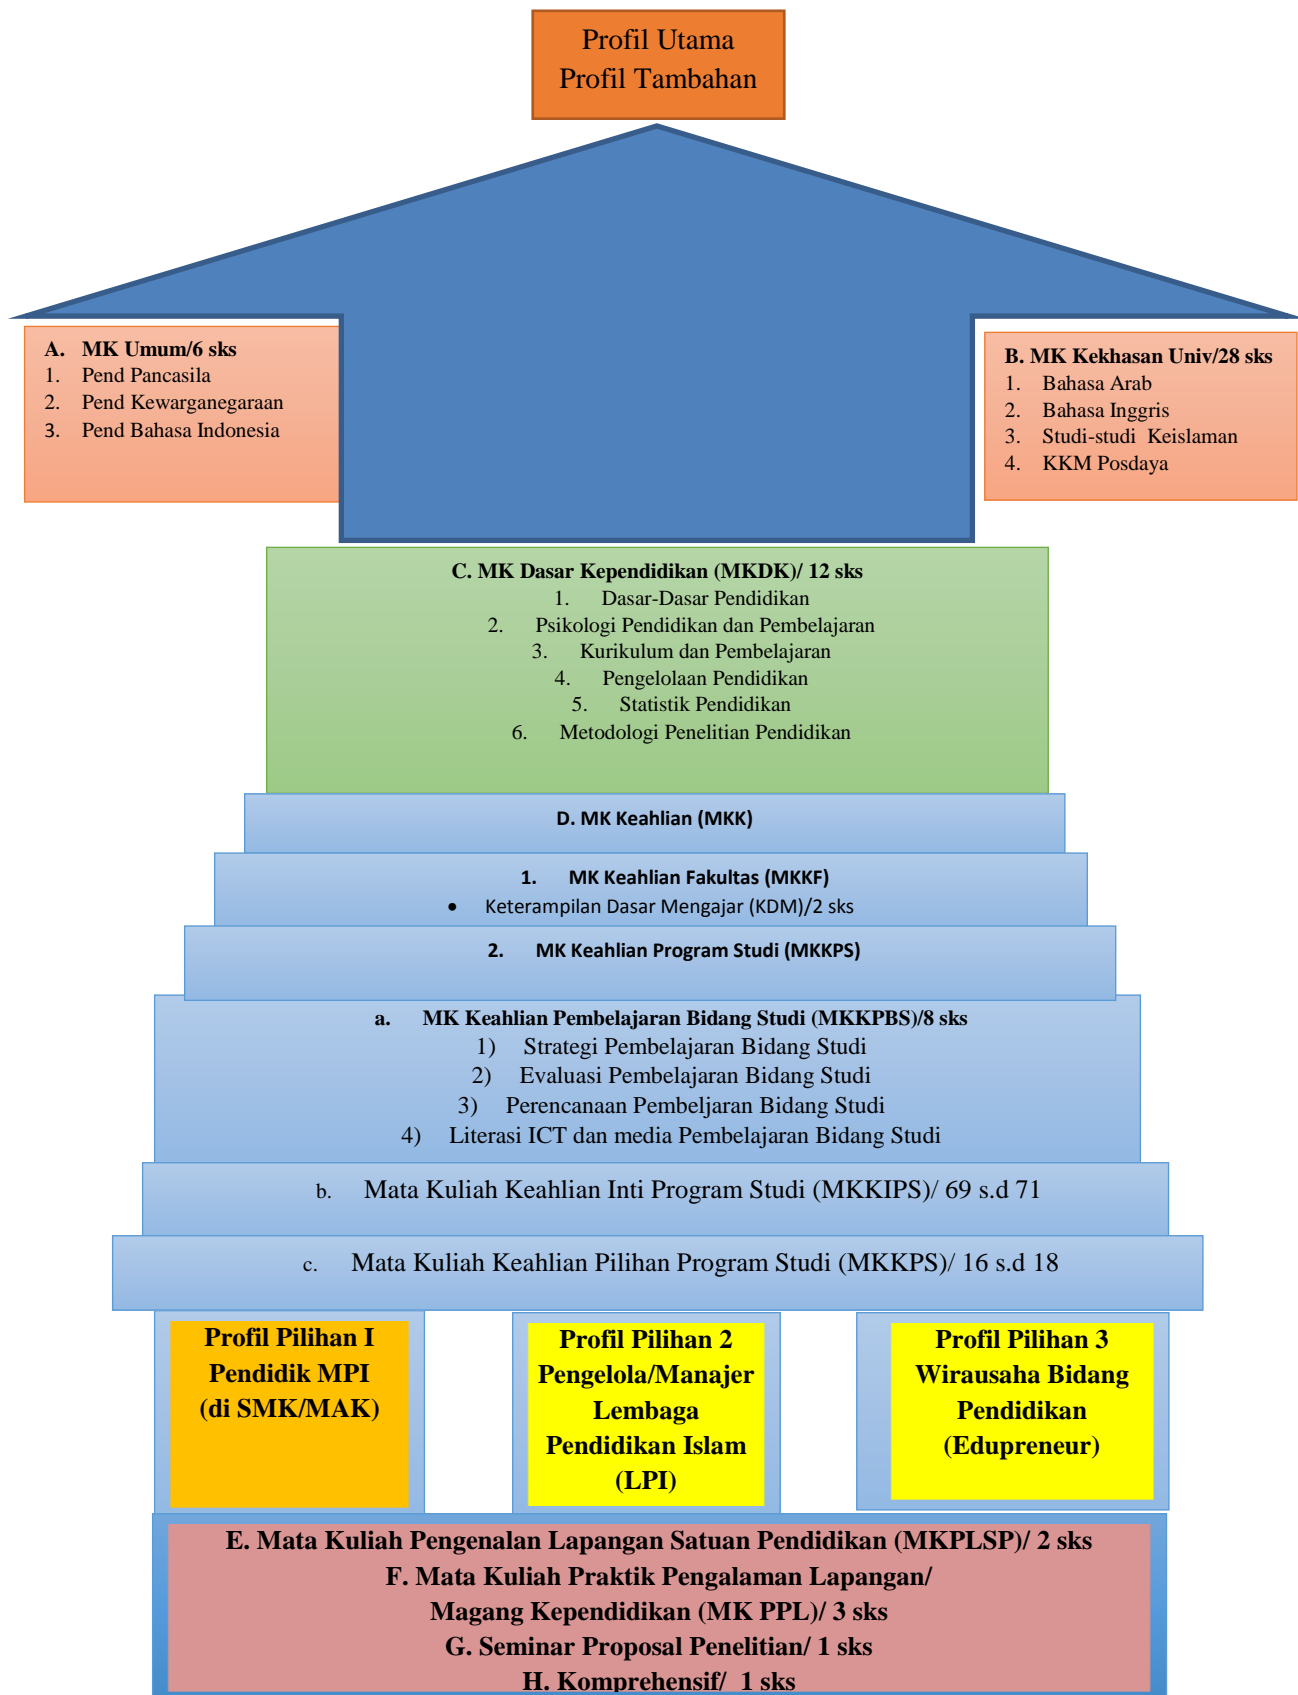 Profil Utama
Profil Tambahan
A. MK Umum/6 sks
1. Pend Pancasila
2. Pend Kewarganegaraan
3. Pend Bahasa Indonesia
B. MK Kekhasan Univ/28 sks
1. Bahasa Arab
2. Bahasa Inggris
3. Studi-studi Keislaman
4. KKM Posdaya
C. MK Dasar Kependidikan (MKDK)/ 12 sks
1. Dasar-Dasar Pendidikan
2. Psikologi Pendidikan dan Pembelajaran
3. Kurikulum dan Pembelajaran
4. Pengelolaan Pendidikan
5. Statistik Pendidikan
6. Metodologi Penelitian Pendidikan
D. MK Keahlian (MKK)
1. MK Keahlian Fakultas (MKKF)
• Keterampilan Dasar Mengajar (KDM)/2 sks
2. MK Keahlian Program Studi (MKKPS)
a. MK Keahlian Pembelajaran Bidang Studi (MKKPBS)/8 sks
1) Strategi Pembelajaran Bidang Studi
2) Evaluasi Pembelajaran Bidang Studi
3) Perencanaan Pembeljaran Bidang Studi
4) Literasi ICT dan media Pembelajaran Bidang Studi
b. Mata Kuliah Keahlian Inti Program Studi (MKKIPS)/ 69 s.d 71
c. Mata Kuliah Keahlian Pilihan Program Studi (MKKPS)/ 16 s.d 18
Profil Pilihan I
Pendidik MPI
(di SMK/MAK)
Profil Pilihan 2
Pengelola/Manajer
Lembaga
Pendidikan Islam
(LPI)
Profil Pilihan 3
Wirausaha Bidang
Pendidikan
(Edupreneur)
E. Mata Kuliah Pengenalan Lapangan Satuan Pendidikan (MKPLSP)/ 2 sks
F. Mata Kuliah Praktik Pengalaman Lapangan/
Magang Kependidikan (MK PPL)/ 3 sks
G. Seminar Proposal Penelitian/ 1 sks
H. Komprehensif/ 1 sks